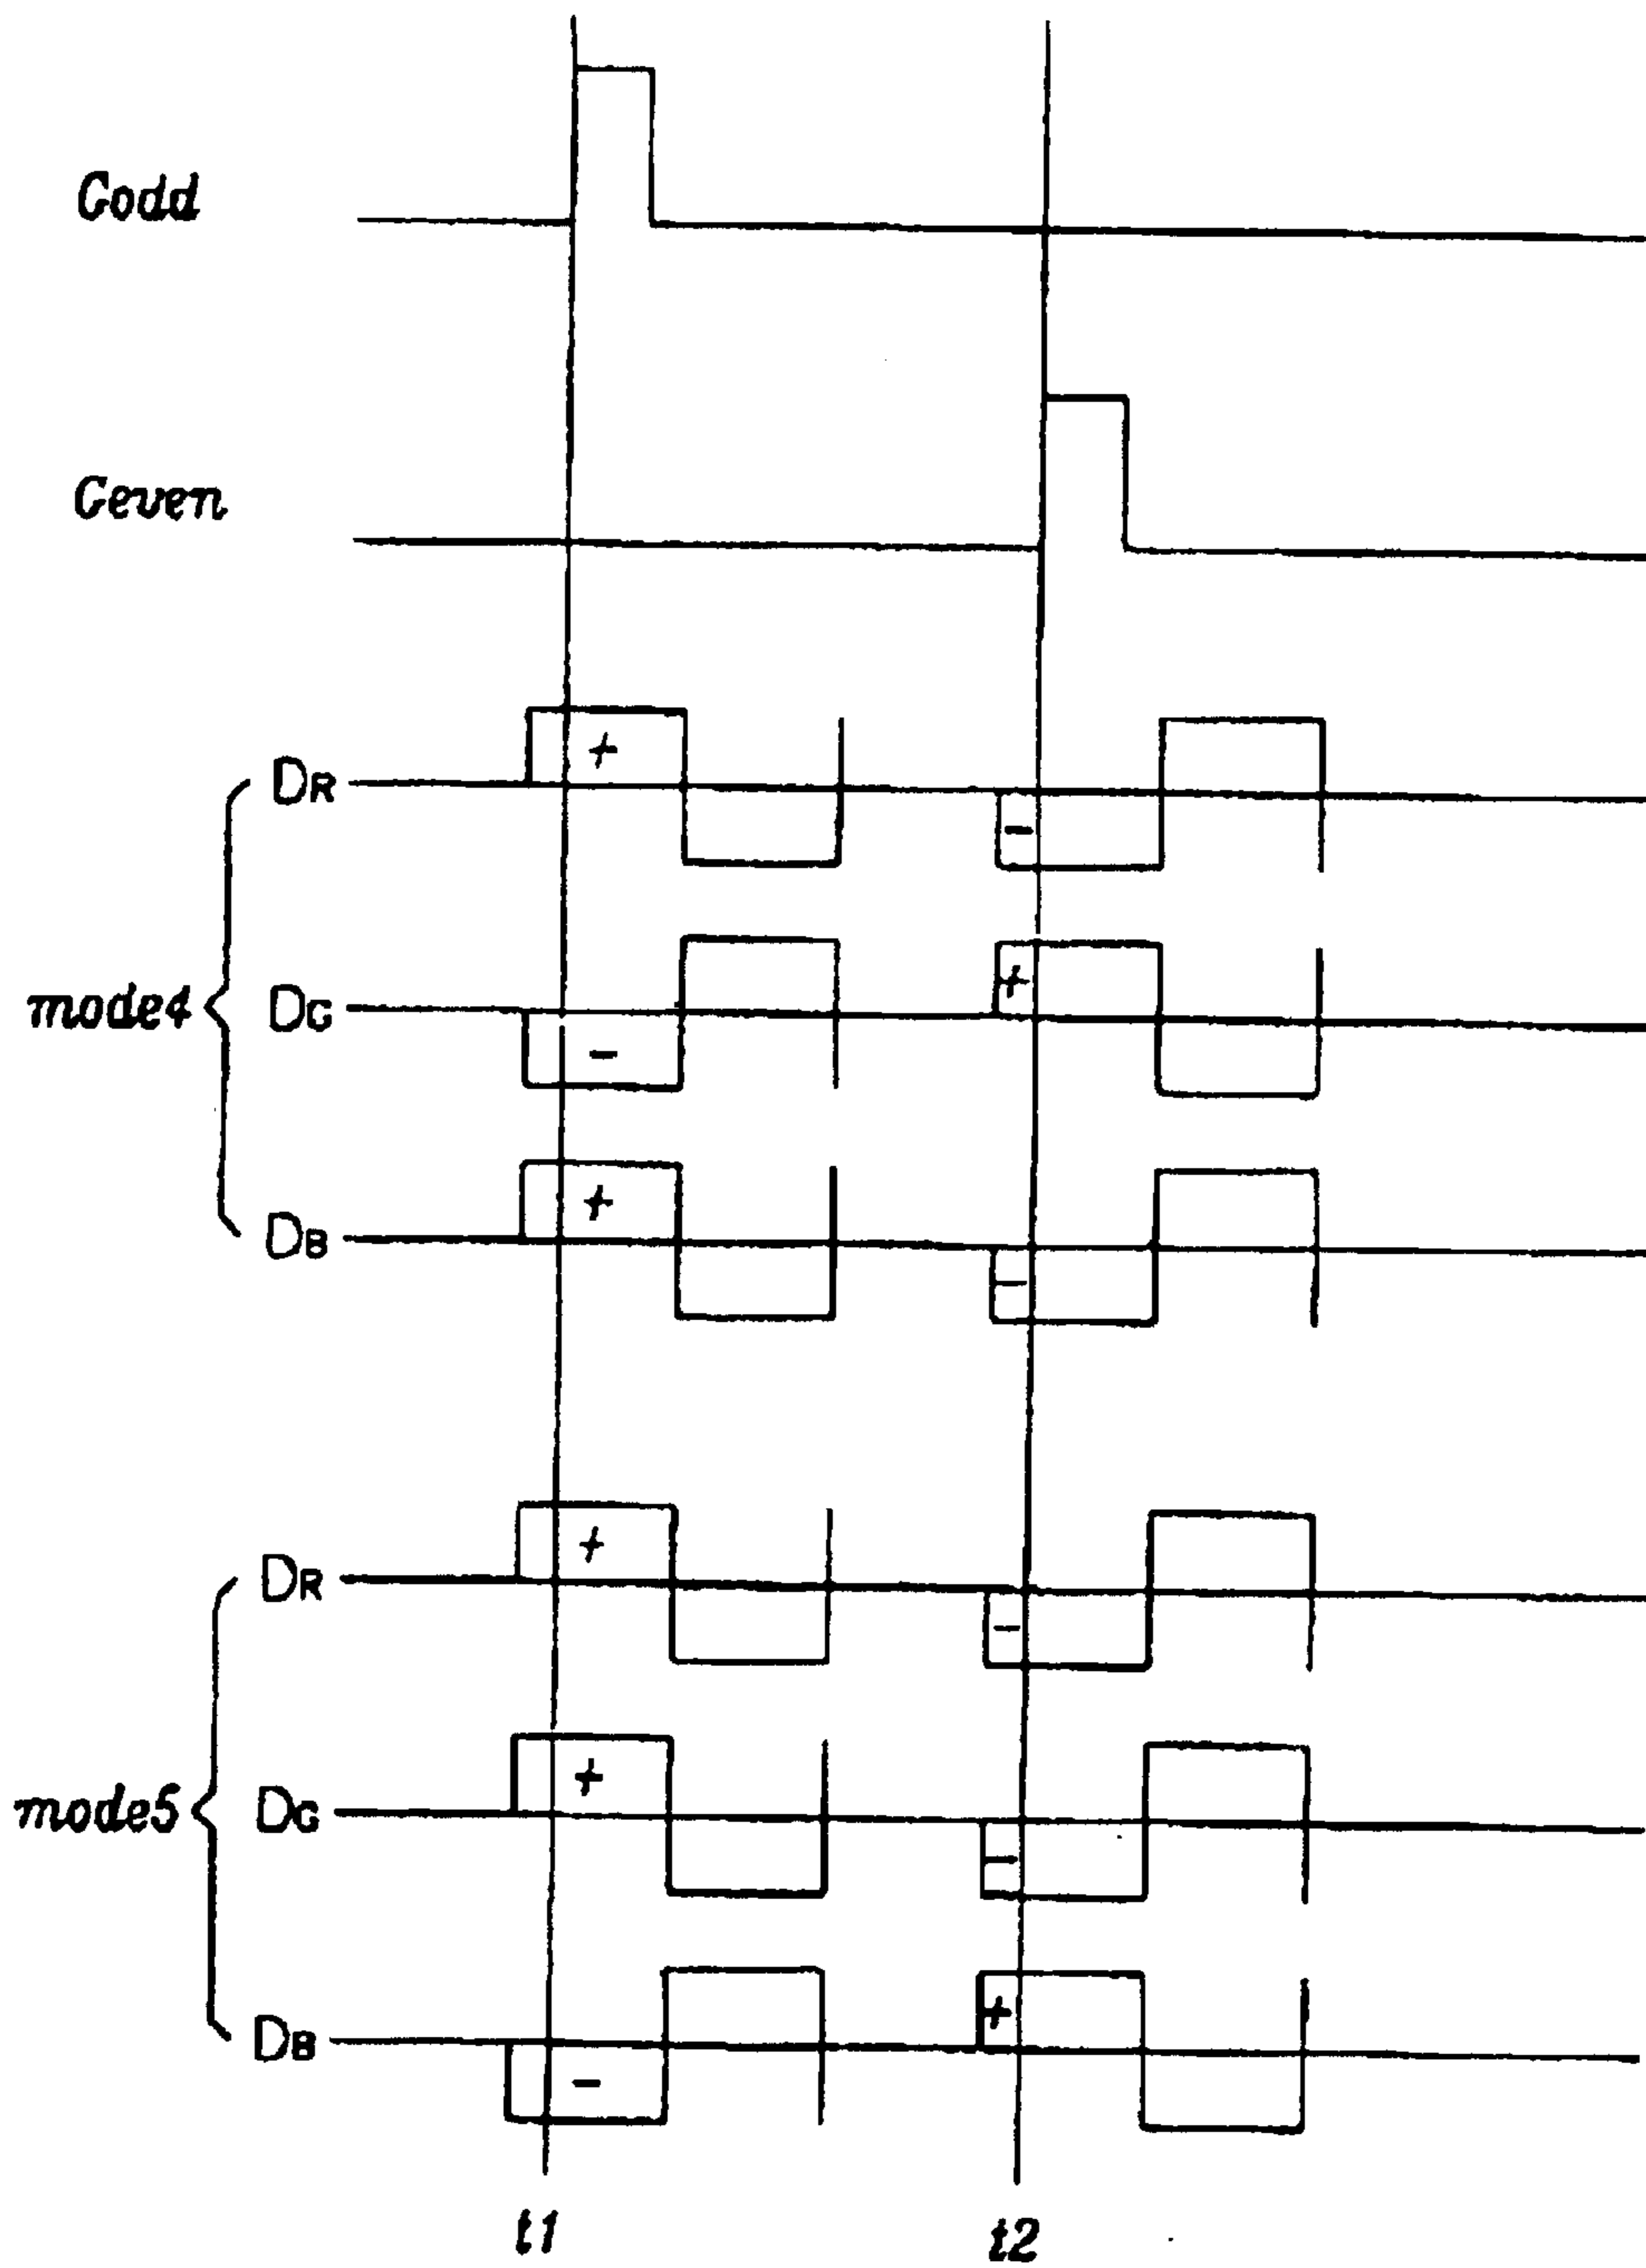 Godd
Geven
DR
+
-
mode4
DG
-
+
DB
+
-
DR
+
-
mode5
DG
+
-
DB
-
+
t1
t2